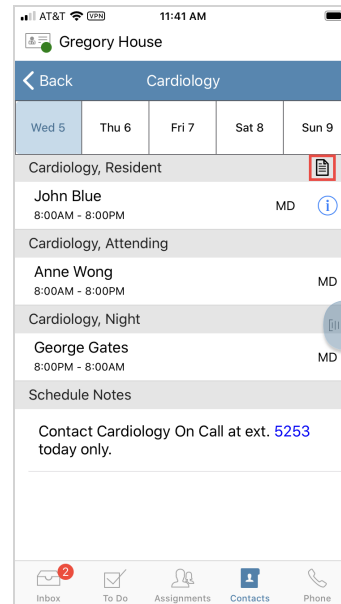 AT&T VPN 11:41 AM
Gregory House
Back Cardiology
Wed 5 Thu 6 Fri 7 Sat 8 Sun 9
Cardiology, Resident
John Blue
8:00AM - 8:00PM MD i
Cardiology, Attending
Anne Wong
8:00AM - 8:00PM MD
Cardiology, Night
George Gates
8:00PM - 8:00AM MD
Schedule Notes
Contact Cardiology On Call at ext. 5253
today only.
2
Inbox To Do Assignments Contacts Phone